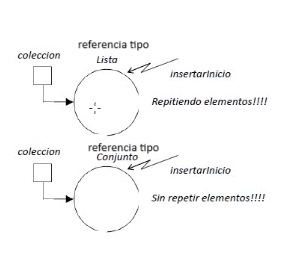 referencia tipo
coleccion
Lista
insertarInicio
Repitiendo elementos!!!!
referencia tipo
coleccion
Conjunto
insertarInicio
Sin repetir elementos!!!!